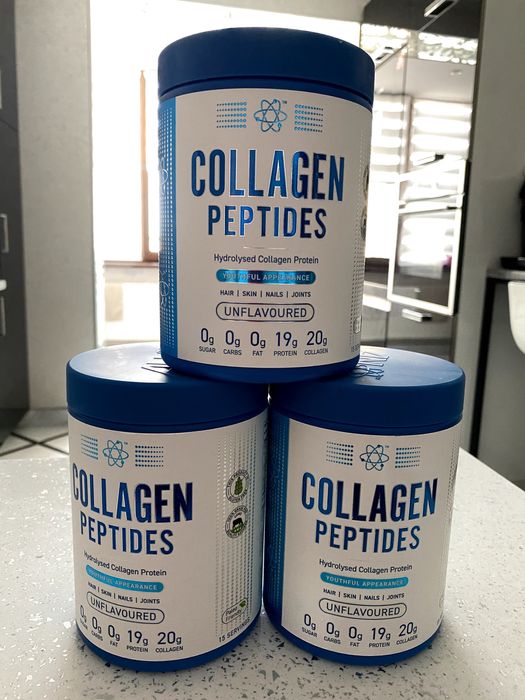 ™
COLLAGEN
PEPTIDES
Hydrolysed Collagen Protein
YOUTHFUL APPEARANCE
HAIR | SKIN | NAILS | JOINTS
UNFLAVOURED
0g 0g 0g 19g 20g
SUGAR CARBS FAT PROTEIN COLLAGEN
COLLAGEN
PEPTIDES
Hydrolysed Collagen Protein
YOUTHFUL APPEARANCE
HAIR | SKIN | NAILS | JOINTS
UNFLAVOURED
0g 0g 0g 19g 20g
SUGAR CARBS FAT PROTEIN COLLAGEN
Paleo
Friendly
15 SERVINGS
COLLAGEN
PEPTIDES
Hydrolysed Collagen Protein
YOUTHFUL APPEARANCE
HAIR | SKIN | NAILS | JOINTS
UNFLAVOURED
0g 0g 0g 19g 20g
SUGAR CARBS FAT PROTEIN COLLAGEN